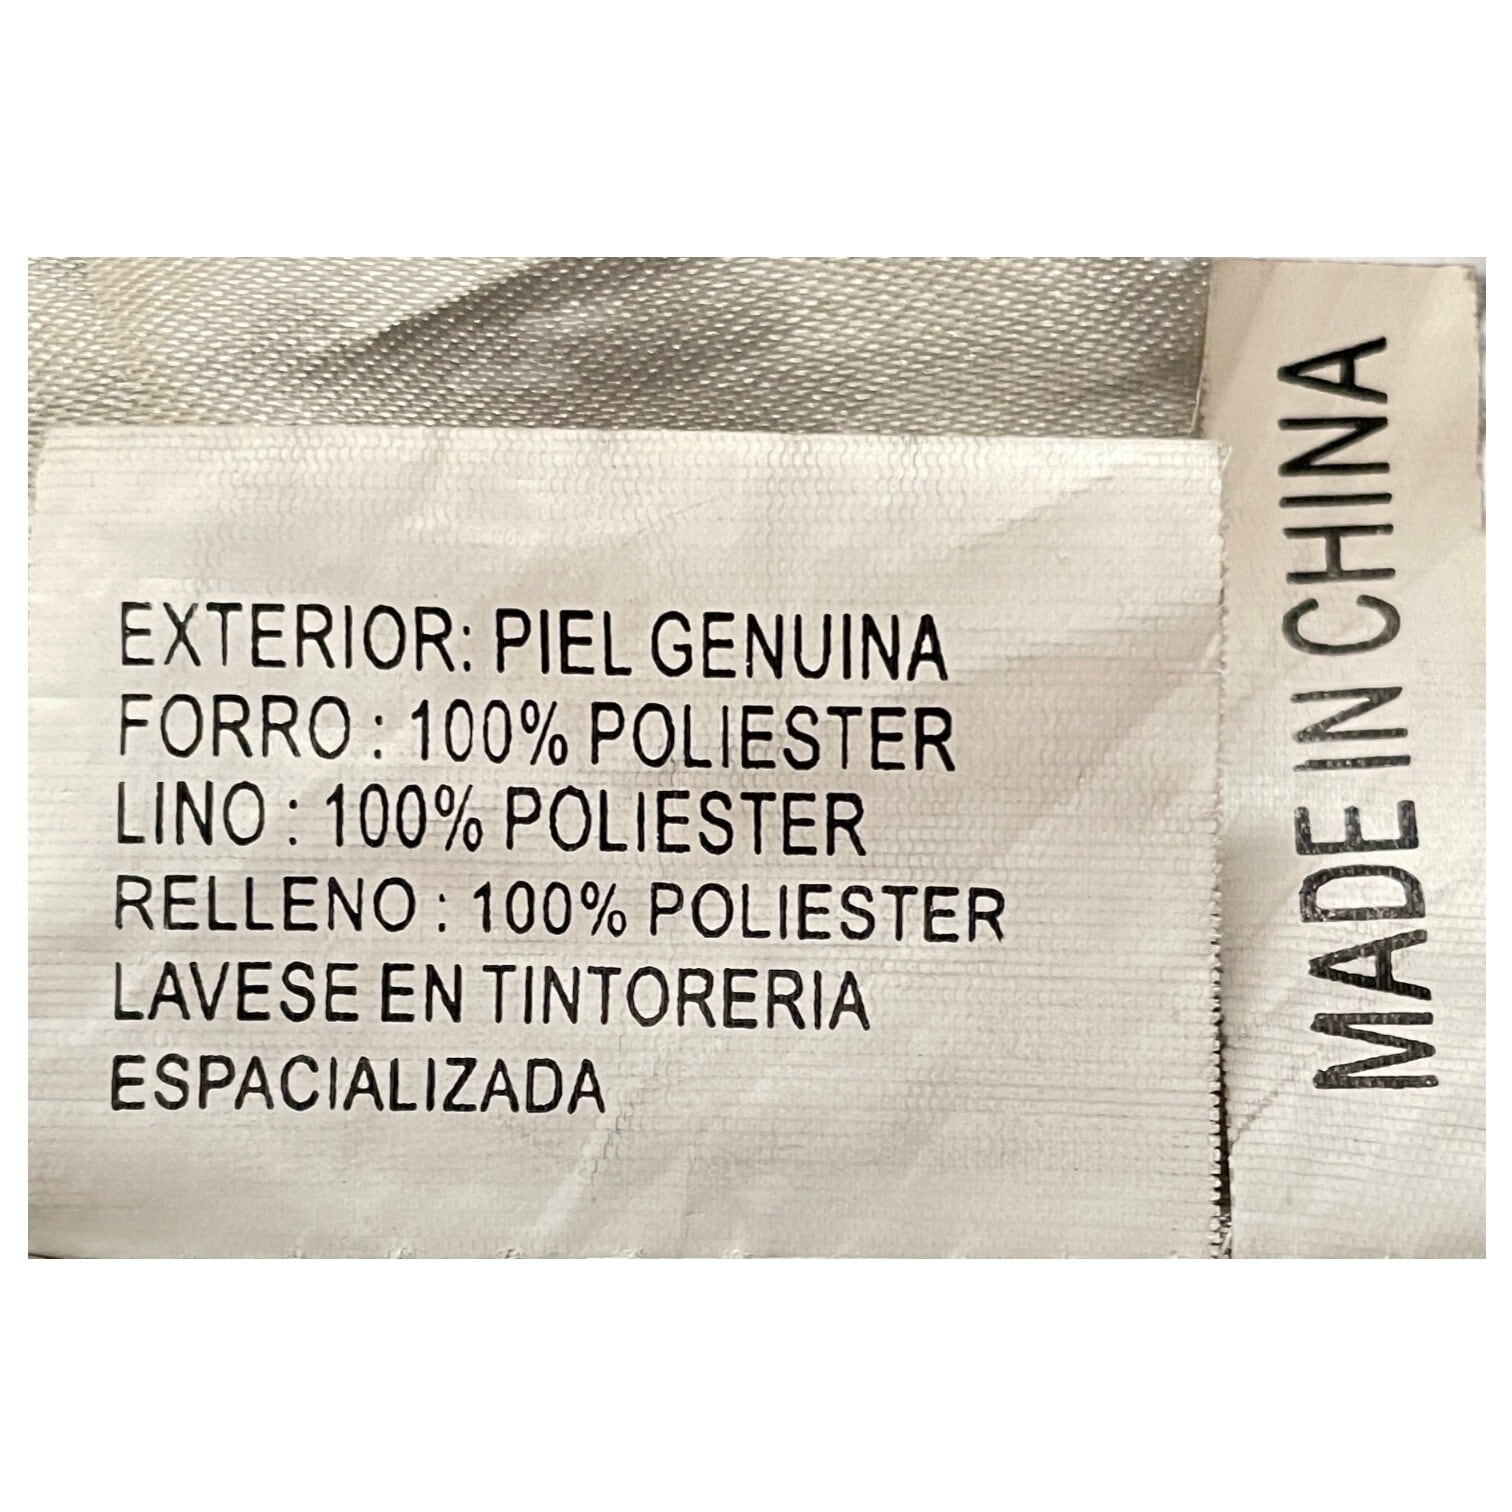 EXTERIOR: PIEL GENUINA
FORRO : 100% POLIESTER
LINO : 100% POLIESTER
RELLENO : 100% POLIESTER
LAVESE EN TINTORERIA
ESPACIALIZADA
MADE IN CHINA